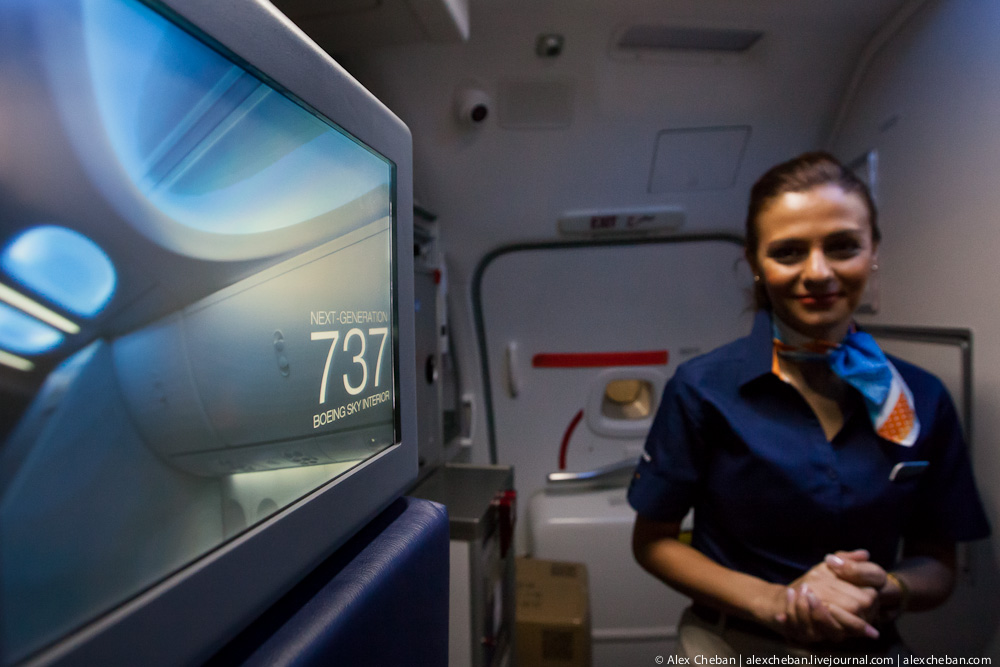 NEXT-GENERATION
737
BOEING SKY INTERIOR
EXIT
© Alex Cheban | alexcheban.livejournal.com | alexcheban.com